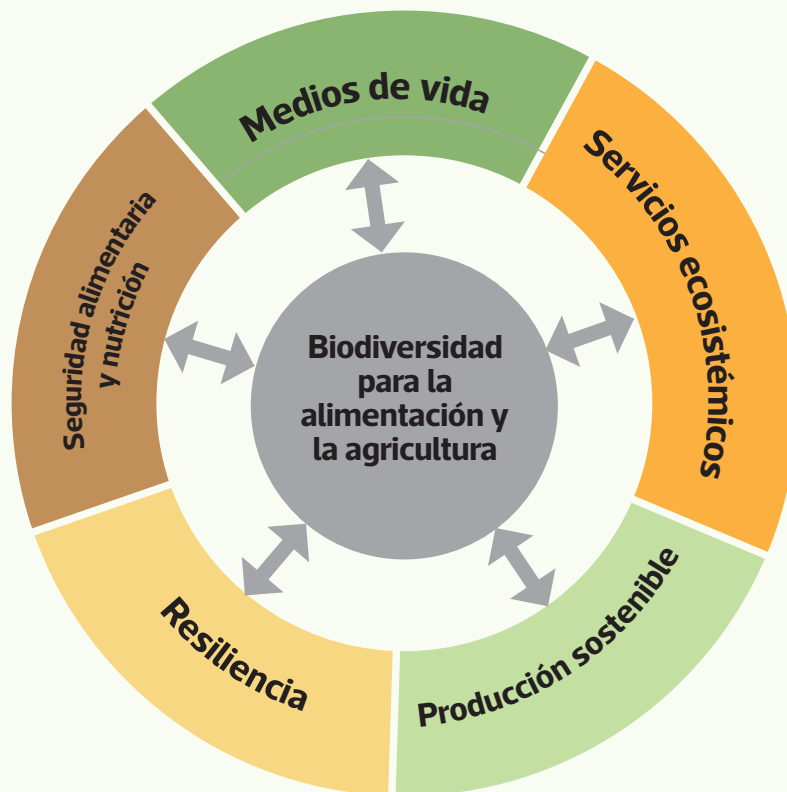 Medios de vida
Servicios ecosistémicos
Producción sostenible
Resiliencia
Seguridad alimentaria
y nutrición
Biodiversidad
para la
alimentación y
la agricultura